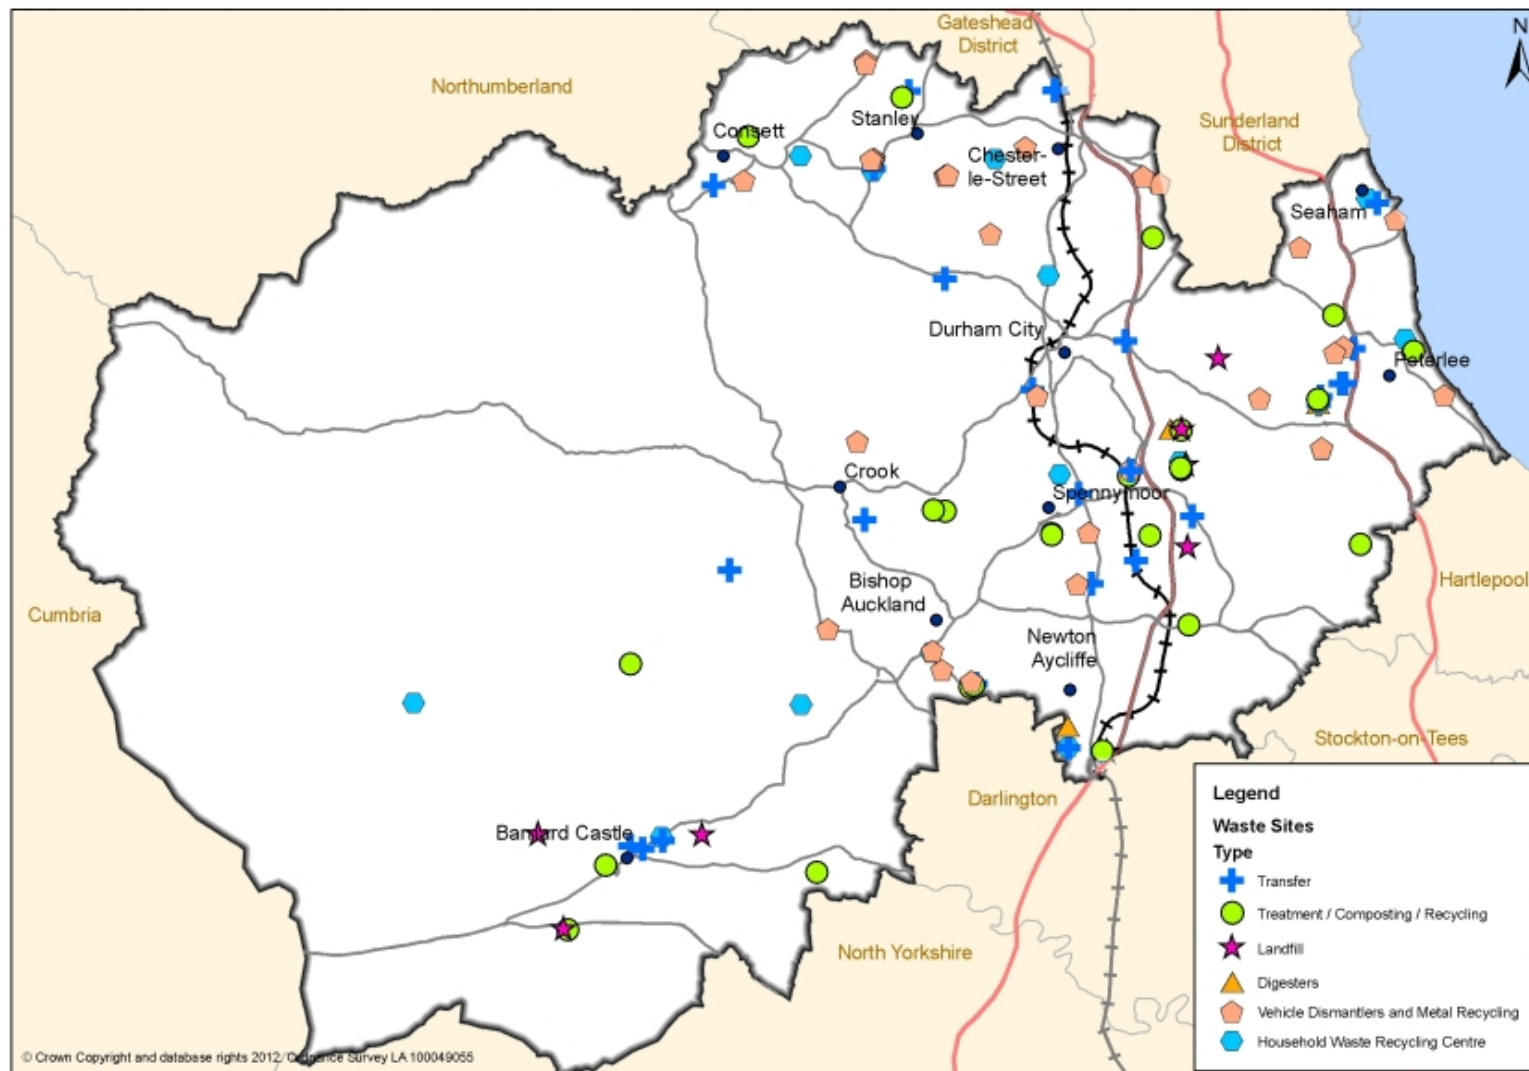 Gateshead
District
N
Northumberland
Sunderland
District
Consett
Stanley
Chester-
le-Street
Seaham
Durham City
Peterlee
Crook
Spennymoor
Bishop
Auckland
Hartlepool
Cumbria
Newton
Aycliffe
Stockton-on-Tees
Darlington
Barnard Castle
North Yorkshire
Legend
Waste Sites
Type
Transfer
Treatment / Composting / Recycling
Landfill
Digesters
Vehicle Dismantlers and Metal Recycling
Household Waste Recycling Centre
© Crown Copyright and database rights 2012, Ordnance Survey LA 100049055